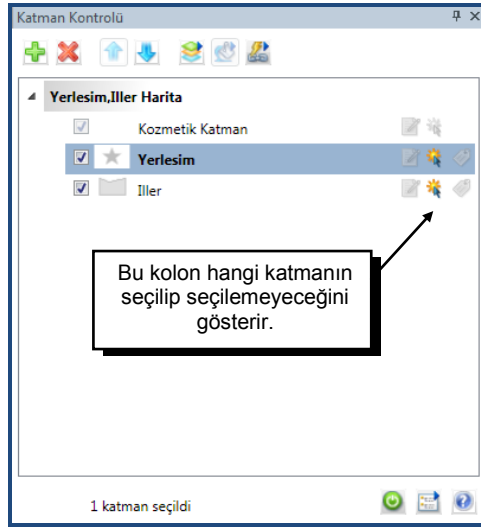 Katman Kontrolü
Yerlesim,Iller Harita
Kozmetik Katman
Yerlesim
Iller
Bu kolon hangi katmanın
seçilip seçilemeyeceğini
gösterir.
1 katman seçildi